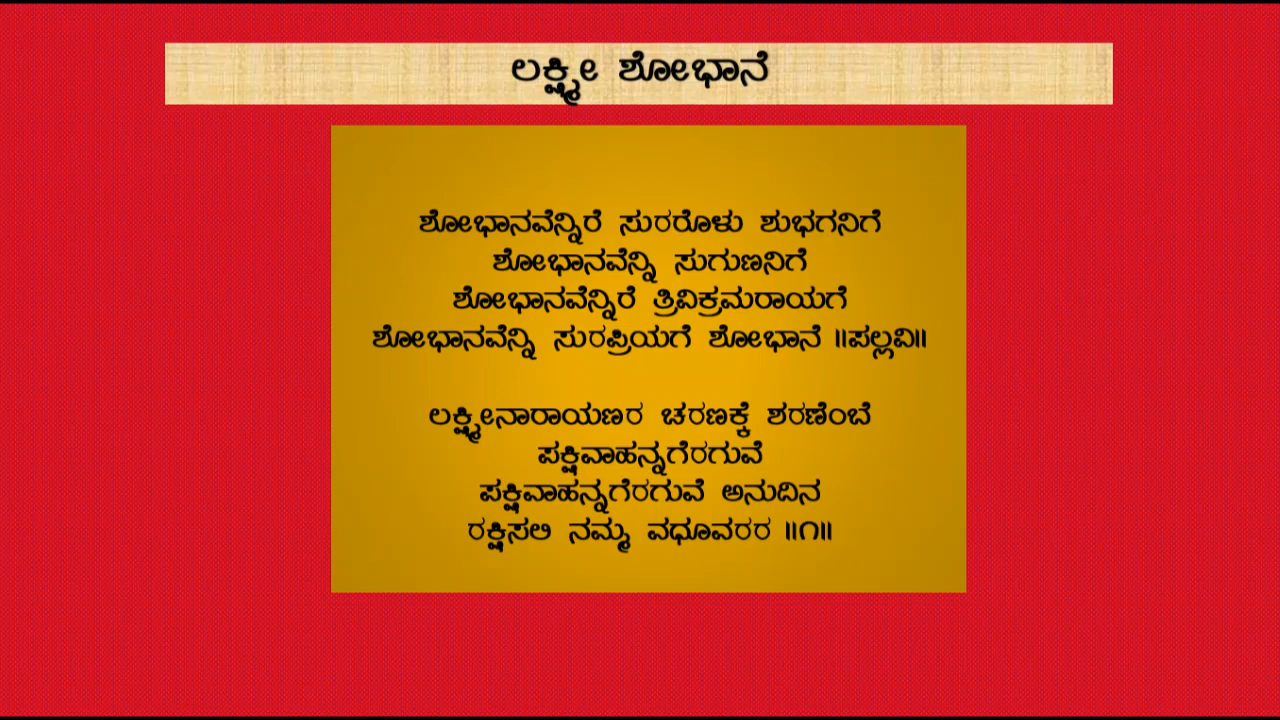 ಲಕ್ಷ್ಮೀ ಶೋಭಾನೆ
ಶೋಭಾನವೆನ್ನಿರೆ ಸುರರೊಳು ಶುಭಗನಿಗೆ
ಶೋಭಾನವೆನ್ನಿ ಸುಗುಣನಿಗೆ
ಶೋಭಾನವೆನ್ನಿರೆ ತ್ರಿವಿಕ್ರಮರಾಯಗೆ
ಶೋಭಾನವೆನ್ನಿ ಸುರಪ್ರಿಯಗೆ ಶೋಭಾನೆ ॥ಪಲ್ಲವಿ॥
ಲಕ್ಷ್ಮೀನಾರಾಯಣರ ಚರಣಕ್ಕೆ ಶರಣೆಂಬೆ
ಪಕ್ಷಿವಾಹನ್ನಗೆರಗುವೆ
ಪಕ್ಷಿವಾಹನ್ನಗೆರಗುವೆ ಅನುದಿನ
ರಕ್ಷಿಸಲಿ ನಮ್ಮ ವಧೂವರರ ॥೧॥